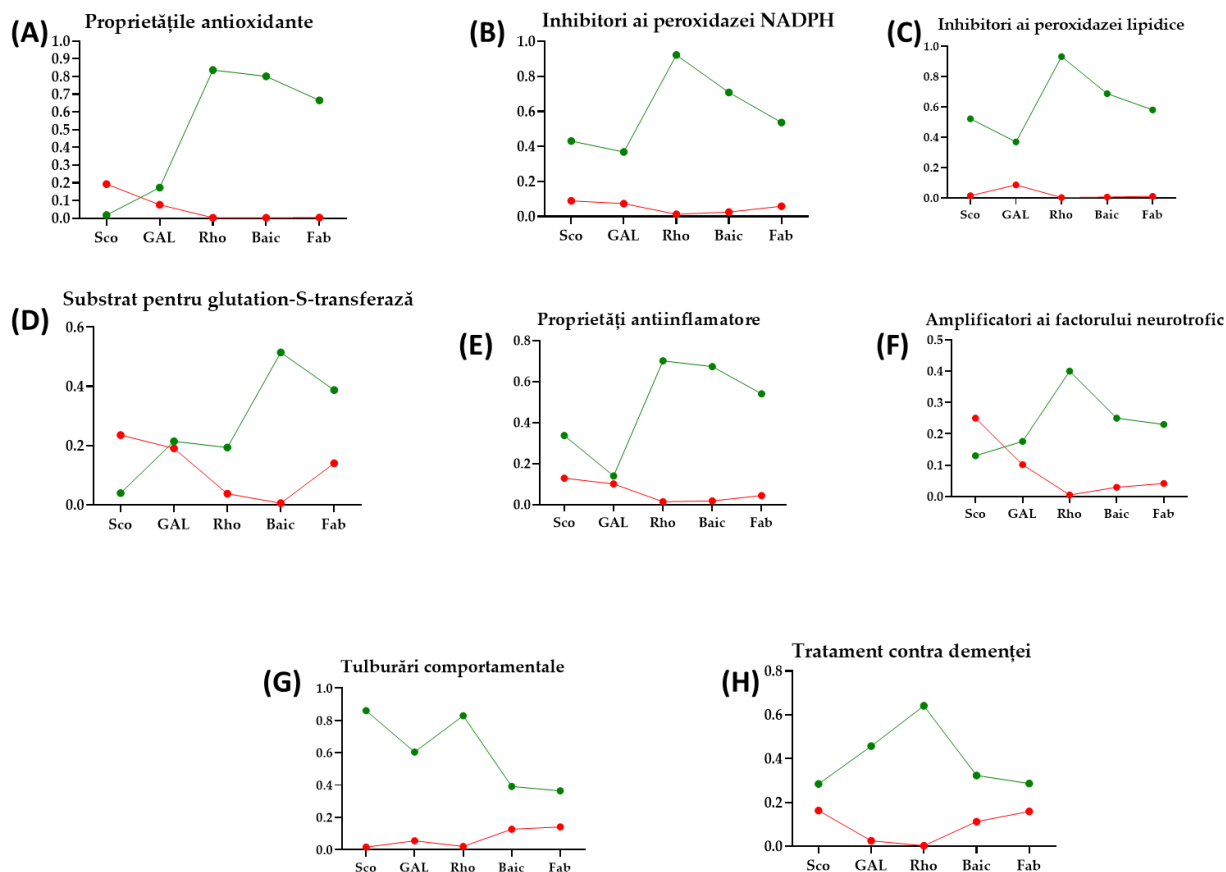 (A)
Proprietățile antioxidante
1.0
0.9
0.8
0.7
0.6
0.5
0.4
0.3
0.2
0.1
0.0
Sco GAL Rho Baic Fab
(B)
Inhibitori ai peroxidazei NADPH
1.0
0.8
0.6
0.4
0.2
0.0
Sco GAL Rho Baic Fab
(C)
Inhibitori ai peroxidazei lipidice
1.0
0.8
0.6
0.4
0.2
0.0
Sco GAL Rho Baic Fab
(D)
Substrat pentru glutation-S-transferază
0.6
0.4
0.2
0.0
Sco GAL Rho Baic Fab
(E)
Proprietăți antiinflamatore
0.8
0.6
0.4
0.2
0.0
Sco GAL Rho Baic Fab
(F)
Amplificatori ai factorului neurotrofic
0.5
0.4
0.3
0.2
0.1
0.0
Sco GAL Rho Baic Fab
(G)
Tulburări comportamentale
1.0
0.8
0.6
0.4
0.2
0.0
Sco GAL Rho Baic Fab
(H)
Tratament contra demenței
0.8
0.6
0.4
0.2
0.0
Sco GAL Rho Baic Fab